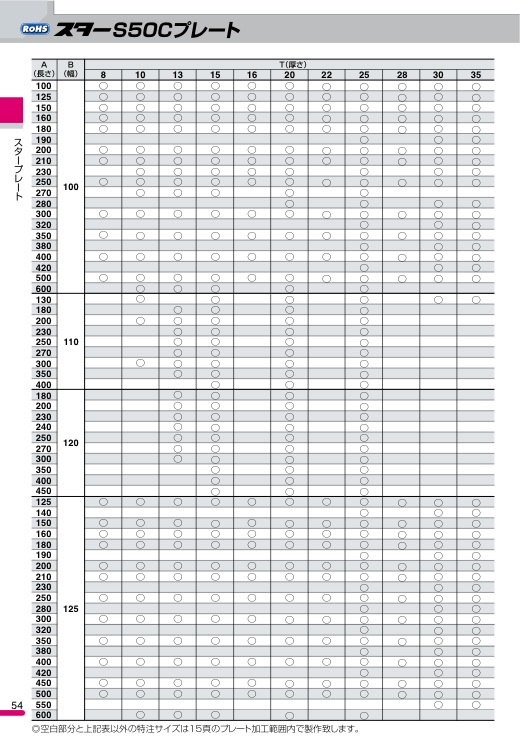 RoHS スターS50Cプレート
A（長さ） B（幅） T（厚さ）
8 10 13 15 16 20 22 25 28 30 35
100 ○ ○ ○ ○ ○ ○ ○ ○ ○ ○ ○
125 ○ ○ ○ ○ ○ ○ ○ ○ ○ ○ ○
150 ○ ○ ○ ○ ○ ○ ○ ○ ○ ○ ○
160 ○ ○ ○ ○ ○ ○ ○ ○ ○ ○ ○
180 ○ ○ ○ ○ ○ ○ ○ ○ ○ ○ ○
190 ○ ○ ○
200 ○ ○ ○ ○ ○ ○ ○ ○ ○ ○ ○
210 ○ ○ ○ ○ ○ ○ ○ ○ ○ ○ ○
230 ○ ○ ○ ○ ○ ○ ○ ○ ○
250 ○ ○ ○ ○ ○ ○ ○ ○ ○ ○ ○
100
270 ○ ○ ○ ○ ○
280 ○ ○ ○ ○
300 ○ ○ ○ ○ ○ ○ ○ ○ ○ ○ ○
320 ○ ○ ○
350 ○ ○ ○ ○ ○ ○ ○ ○ ○ ○ ○
380 ○ ○ ○
400 ○ ○ ○ ○ ○ ○ ○ ○ ○ ○ ○
420 ○ ○ ○
500 ○ ○ ○ ○ ○ ○ ○ ○ ○ ○ ○
600 ○ ○ ○ ○ ○
130 ○ ○ ○ ○ ○ ○
180 ○ ○ ○ ○
200 ○ ○ ○ ○ ○
230 ○ ○ ○ ○
250 110 ○ ○ ○ ○
270 ○ ○ ○ ○
300 ○ ○ ○ ○ ○
350 ○ ○ ○ ○
400 ○ ○ ○
180 ○ ○ ○ ○
200 ○ ○ ○ ○
230 ○ ○ ○ ○
240 ○ ○ ○ ○
250 ○ ○ ○ ○
120
270 ○ ○ ○ ○
300 ○ ○ ○ ○
350 ○ ○ ○
400 ○ ○ ○
450 ○ ○ ○
125 ○ ○ ○ ○ ○ ○ ○ ○ ○ ○ ○
140 ○ ○ ○
150 ○ ○ ○ ○ ○ ○ ○ ○ ○ ○ ○
160 ○ ○ ○ ○ ○ ○ ○ ○ ○ ○ ○
180 ○ ○ ○ ○ ○ ○ ○ ○ ○ ○ ○
190 ○ ○ ○
200 ○ ○ ○ ○ ○ ○ ○ ○ ○ ○ ○
210 ○ ○ ○ ○ ○ ○ ○ ○ ○ ○ ○
230 ○ ○ ○
250 ○ ○ ○ ○ ○ ○ ○ ○ ○ ○ ○
280 125 ○ ○ ○
300 ○ ○ ○ ○ ○ ○ ○ ○ ○ ○ ○
320 ○ ○ ○
350 ○ ○ ○ ○ ○ ○ ○ ○ ○ ○ ○
380 ○ ○ ○
400 ○ ○ ○ ○ ○ ○ ○ ○ ○ ○ ○
420 ○ ○ ○
450 ○ ○ ○ ○ ○ ○ ○ ○ ○ ○ ○
500 ○ ○ ○ ○ ○ ○ ○ ○ ○ ○ ○
550 ○ ○
600 ○ ○ ○ ○ ○
スタープレート
54
◎空白部分と上記表以外の特注サイズは15頁のプレート加工範囲内で製作致します。